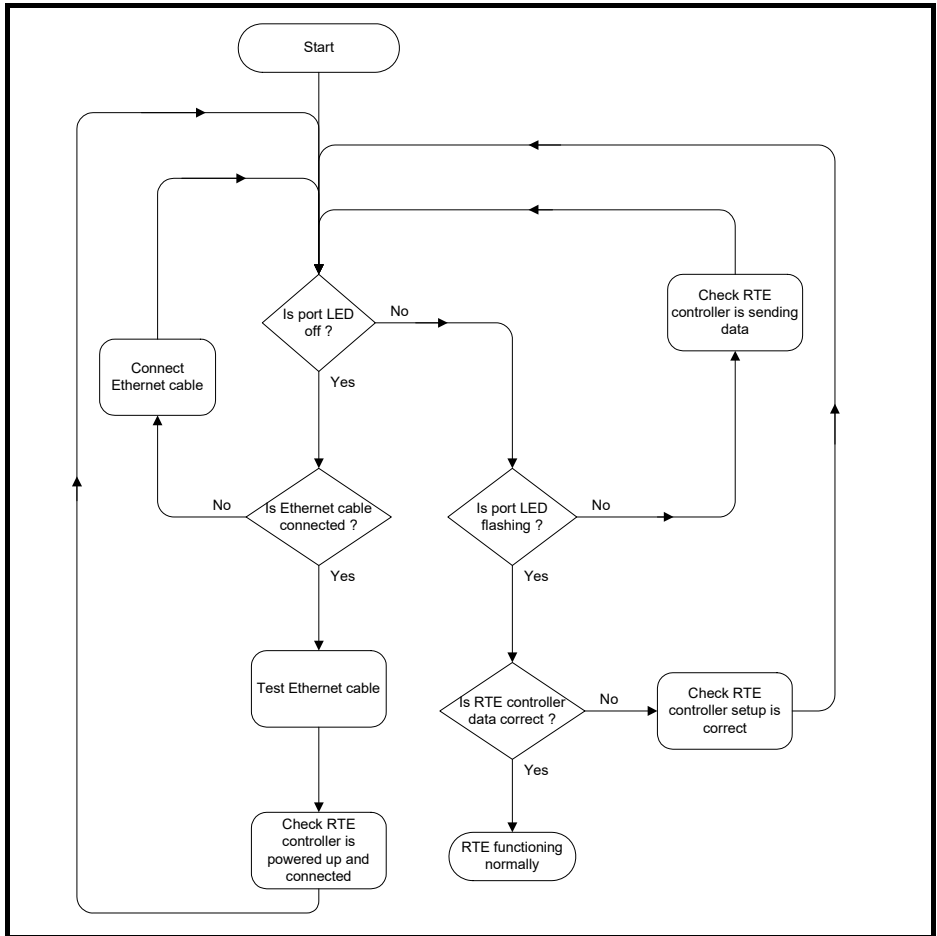 Start
Is port LED
off ?
No
Yes
Check RTE
controller is sending
data
Connect
Ethernet cable
Is Ethernet cable
connected ?
No
Yes
Is port LED
flashing ?
No
Yes
Test Ethernet cable
Is RTE controller
data correct ?
No
Yes
Check RTE
controller setup is
correct
Check RTE
controller is
powered up and
connected
RTE functioning
normally